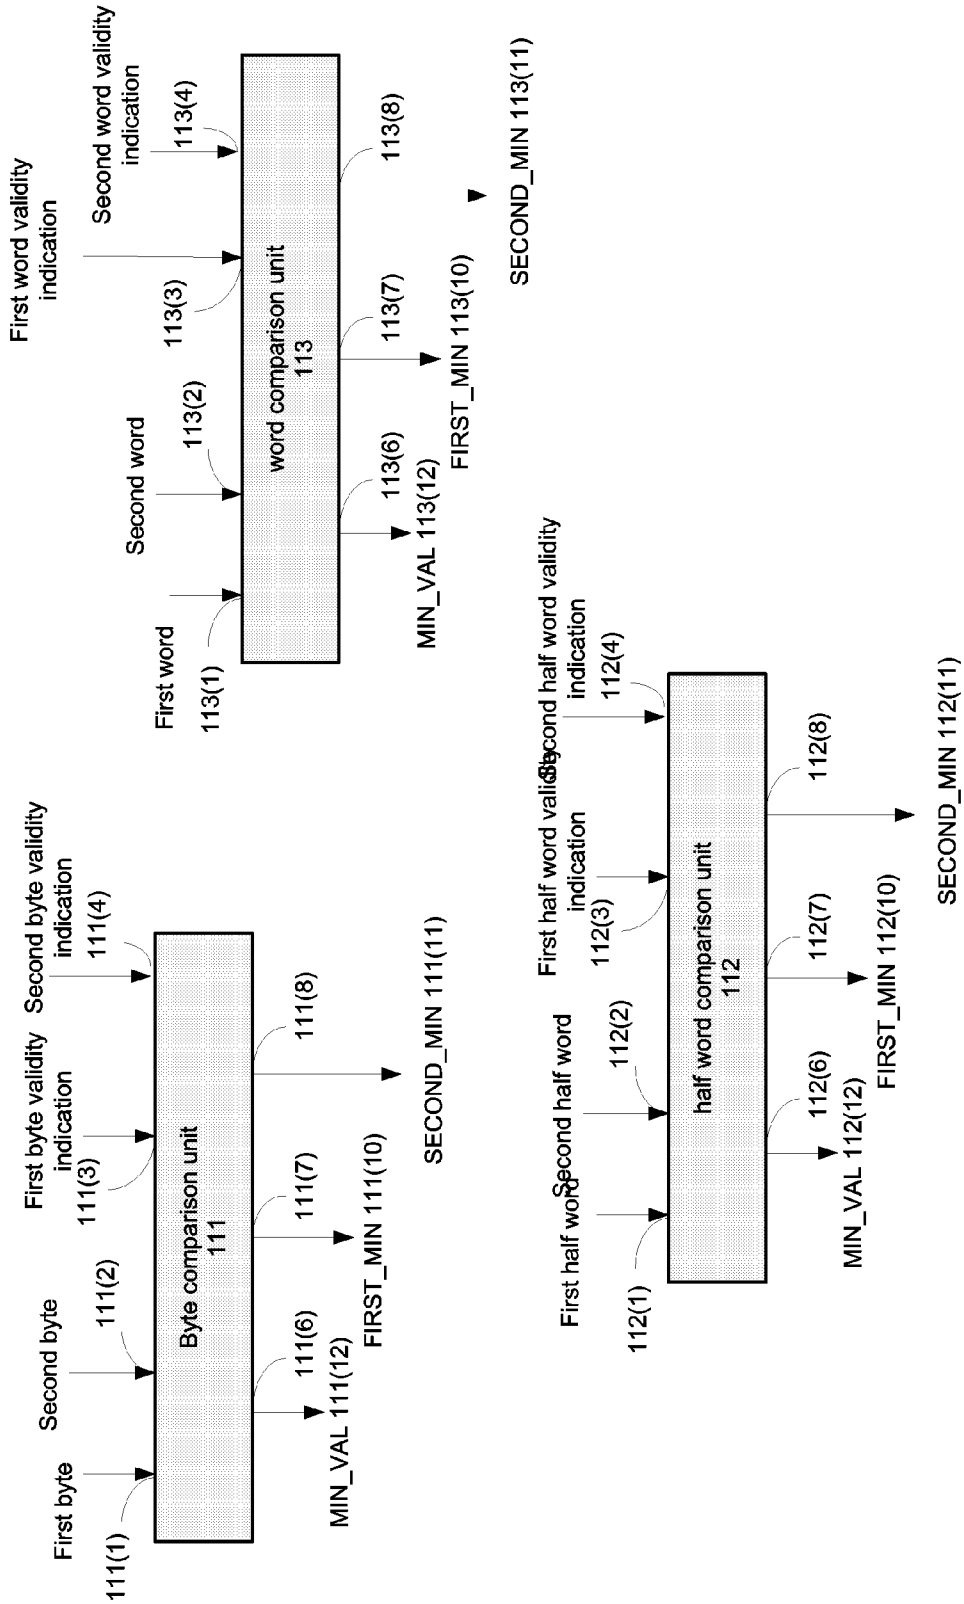 First byte
111(1)
Second byte
111(2)
First byte validity
indication
111(3)
Second byte validity
indication
111(4)
Byte comparison unit
111
111(6)
MIN_VAL 111(12)
111(7)
FIRST_MIN 111(10)
111(8)
SECOND_MIN 111(11)
First word
113(1)
Second word
113(2)
First word validity
indication
113(3)
Second word validity
indication
113(4)
word comparison unit
113
113(6)
MIN_VAL 113(12)
113(7)
FIRST_MIN 113(10)
113(8)
SECOND_MIN 113(11)
First half word
112(1)
Second half word
112(2)
First half word validity
indication
112(3)
Second half word validity
indication
112(4)
half word comparison unit
112
112(6)
MIN_VAL 112(12)
112(7)
FIRST_MIN 112(10)
112(8)
SECOND_MIN 112(11)